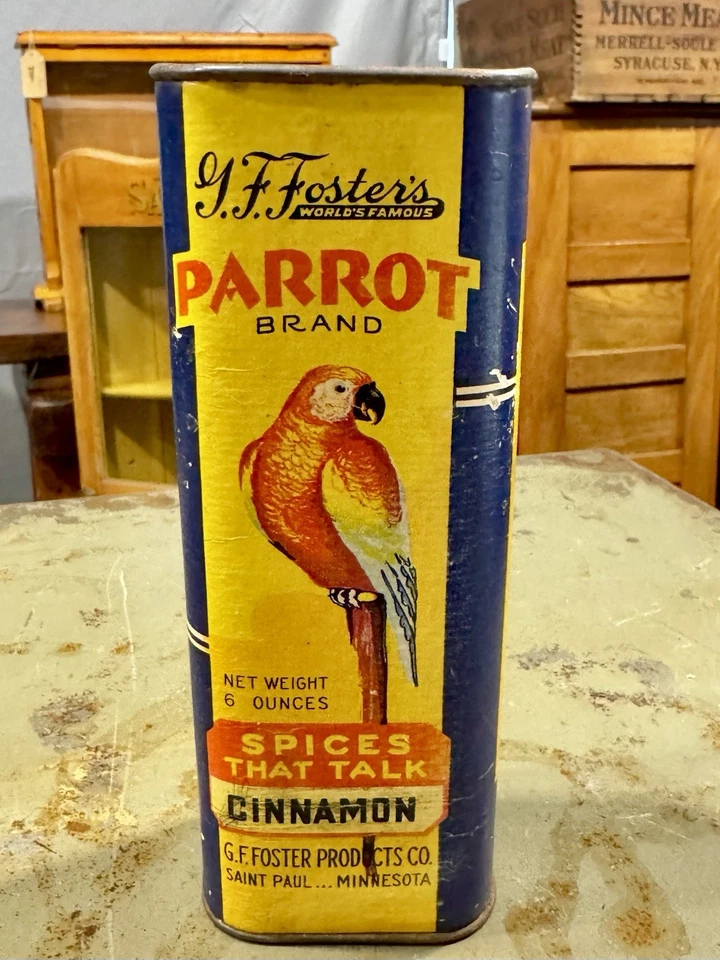 G.F. Foster's
WORLD'S FAMOUS
PARROT
BRAND
NET WEIGHT
6 OUNCES
SPICES
THAT TALK
CINNAMON
G.F. FOSTER PRODUCTS CO.
SAINT PAUL... MINNESOTA
MINCE MEA
MERRELL-SOULE
SYRACUSE, N.Y.
SA